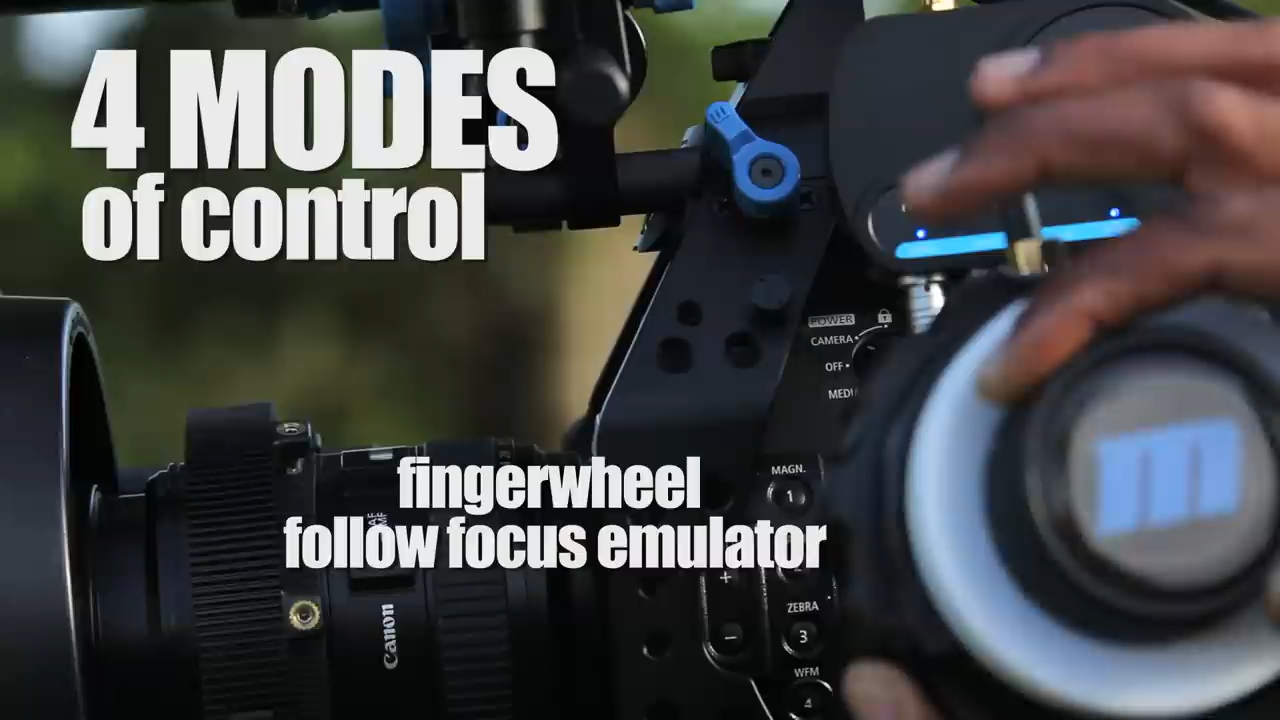 4 MODES
of control
POWER
CAMERA
OFF
MAGN.
1
fingerwheel
follow focus emulator
+
ZEBRA
−
3
Canon
WFM
4
m